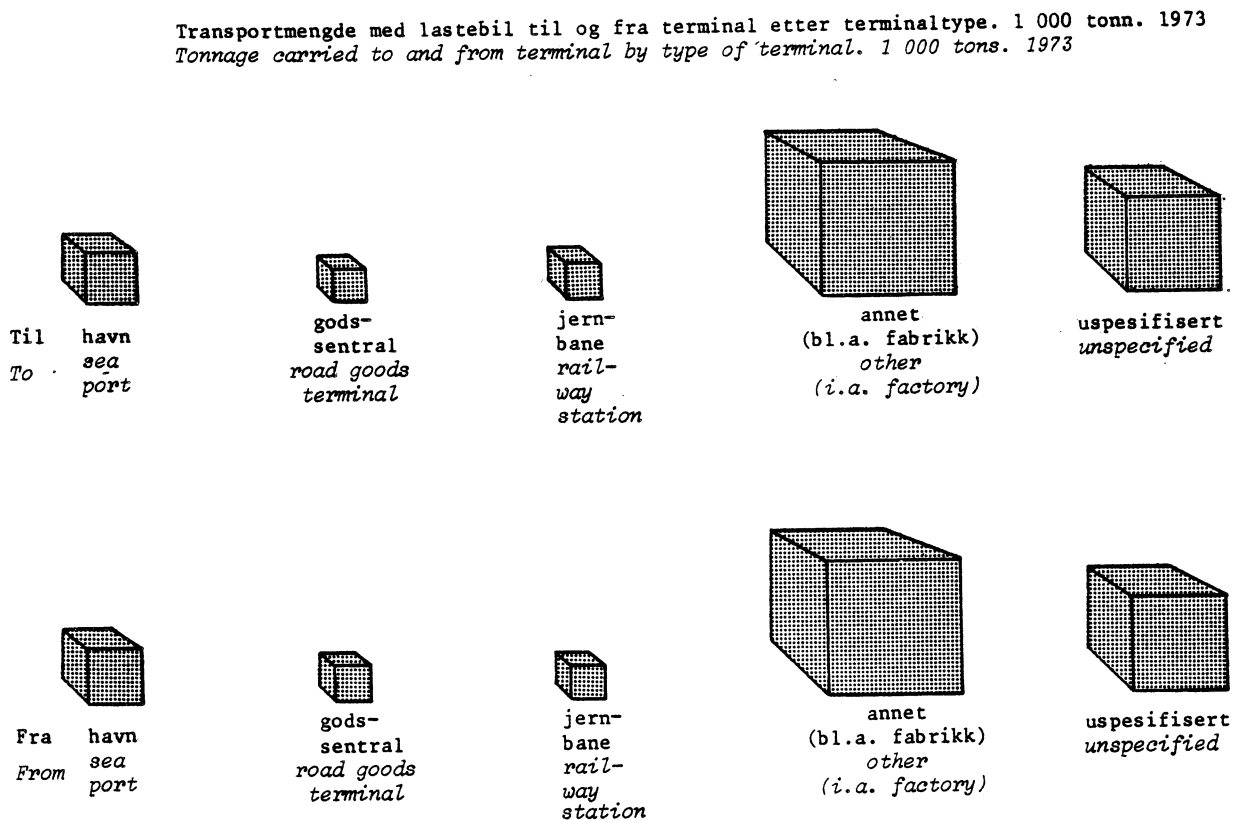 Transportmengde med lastebil til og fra terminal etter terminaltype. 1 000 tonn. 1973
Tonnage carried to and from terminal by type of terminal. 1 000 tons. 1973
Til
To
havn
sea
port
gods-
sentral
road goods
terminal
jern-
bane
rail-
way
station
annet
(bl.a. fabrikk)
other
(i.a. factory)
uspesifisert
unspecified
Fra
From
havn
sea
port
gods-
sentral
road goods
terminal
jern-
bane
rail-
way
station
annet
(bl.a. fabrikk)
other
(i.a. factory)
uspesifisert
unspecified